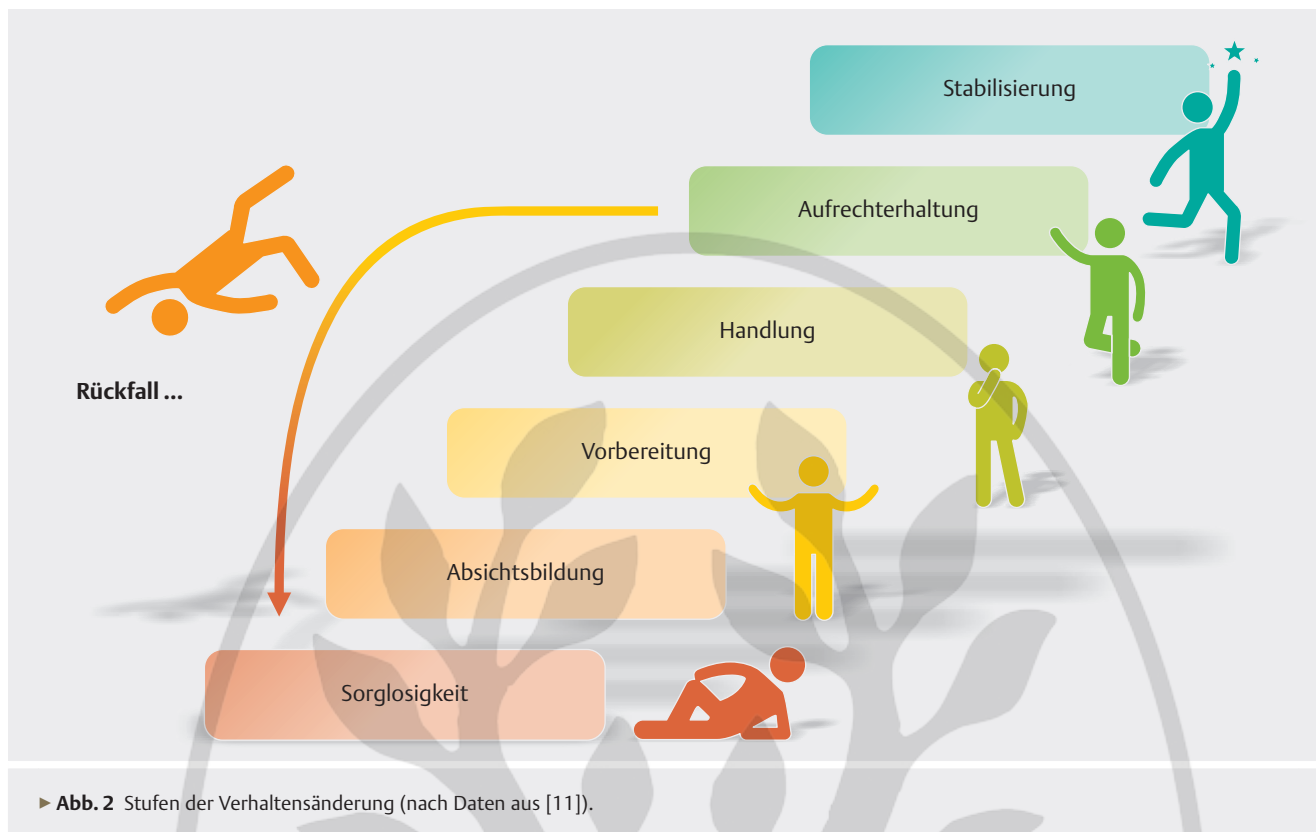 Stabilisierung
Aufrechterhaltung
Handlung
Rückfall ...
Vorbereitung
Absichtsbildung
Sorglosigkeit
▶ Abb. 2 Stufen der Verhaltensänderung (nach Daten aus [11]).